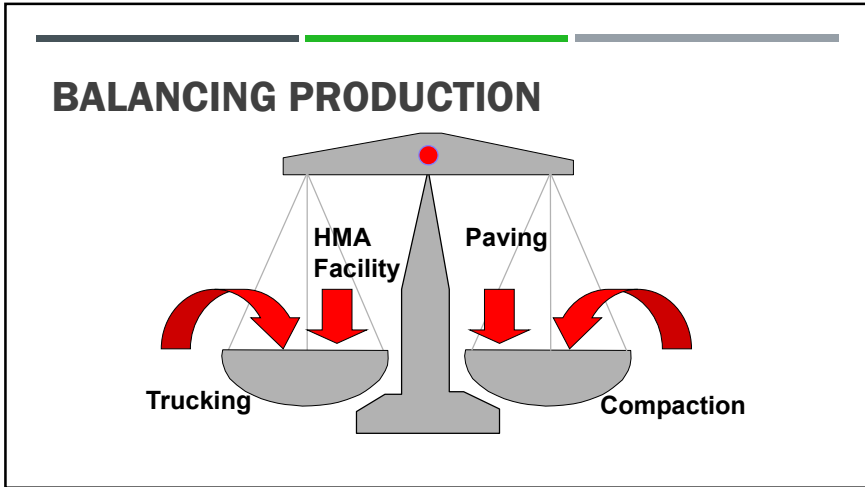 BALANCING PRODUCTION
HMA
Facility
Paving
Trucking
Compaction